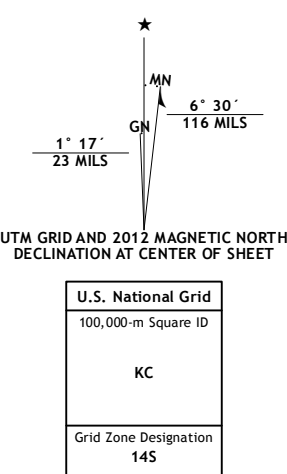 ★
MN
GN
6° 30´
116 MILS
1° 17´
23 MILS
UTM GRID AND 2012 MAGNETIC NORTH
DECLINATION AT CENTER OF SHEET
U.S. National Grid
100,000-m Square ID
KC
Grid Zone Designation
14S